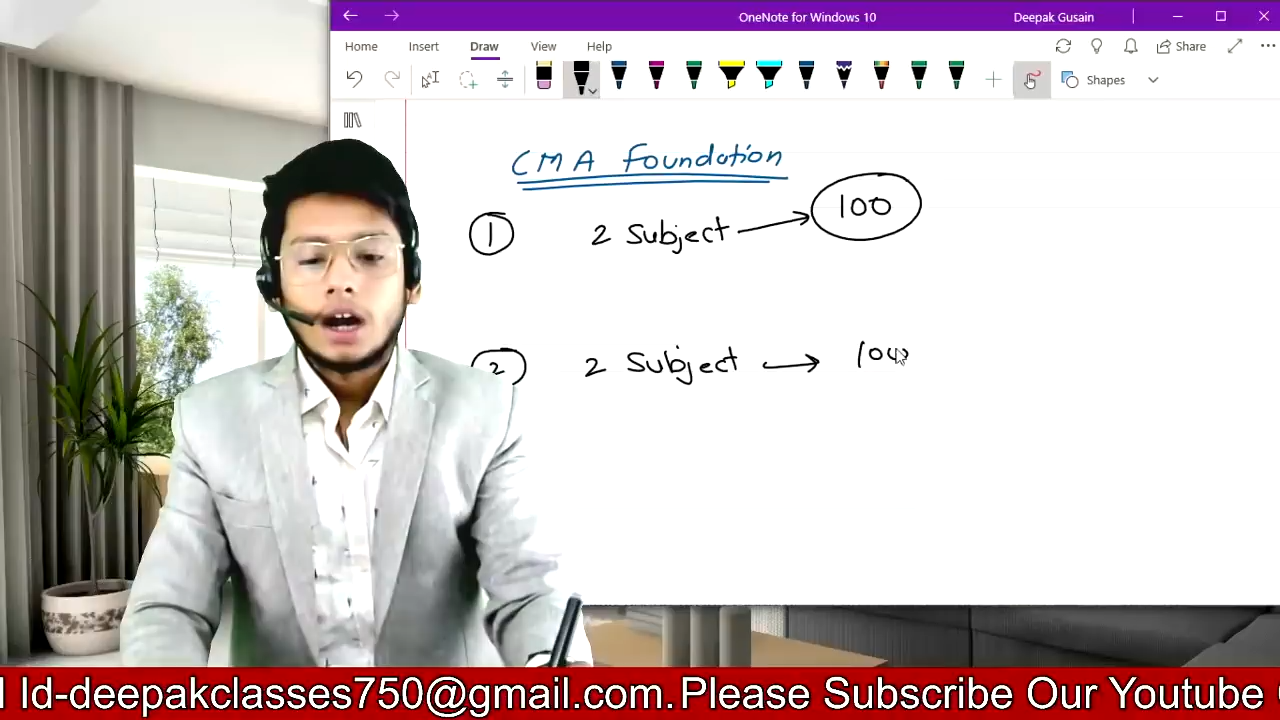 OneNote for Windows 10
Deepak Gusain
Home Insert Draw View Help
Share
Shapes
CMA Foundation
1 2 Subject → 100
2 2 Subject → 100
Id-deepakclasses750@gmail.com. Please Subscribe Our Youtube